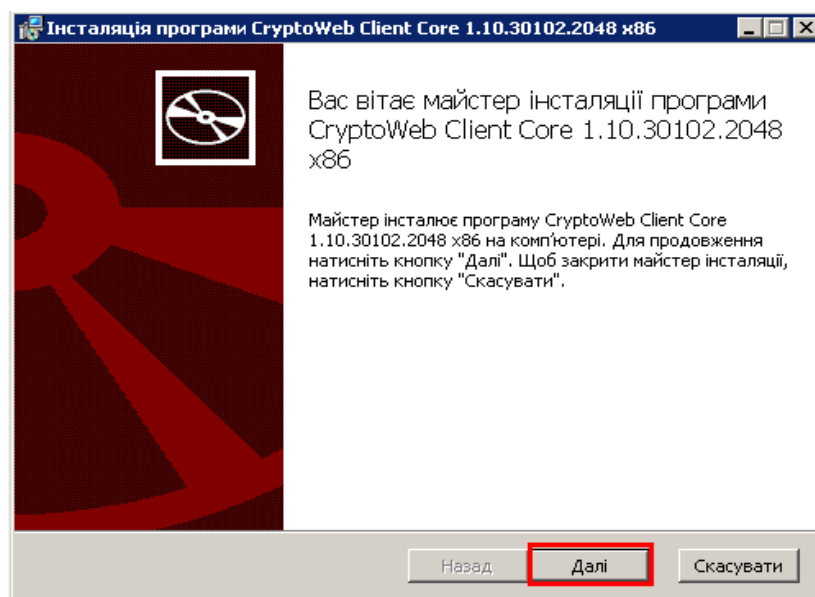 Інсталяція програми CryptoWeb Client Core 1.10.30102.2048 x86
Вас вітає майстер інсталяції програми
CryptoWeb Client Core 1.10.30102.2048
x86
Майстер інсталює програму CryptoWeb Client Core
1.10.30102.2048 x86 на комп'ютері. Для продовження
натисніть кнопку "Далі". Щоб закрити майстер інсталяції,
натисніть кнопку "Скасувати".
Назад Далі Скасувати